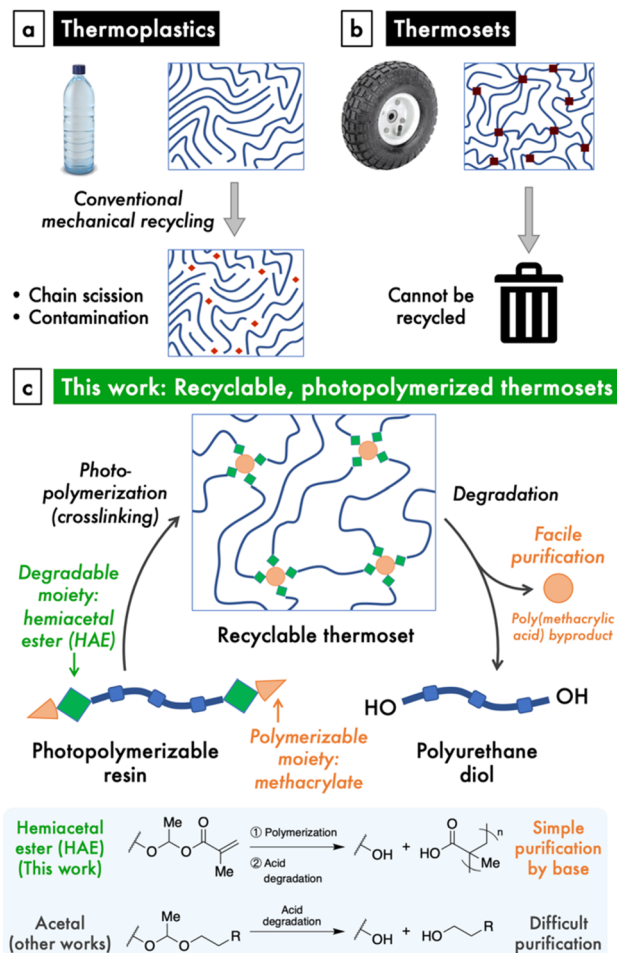 a Thermoplastics
b Thermosets
Conventional
mechanical recycling
• Chain scission
• Contamination
Cannot be
recycled
c This work: Recyclable, photopolymerized thermosets
Photo-
polymerization
(crosslinking)
Degradation
Degradable
moiety:
hemiacetal
ester (HAE)
Facile
purification
Poly(methacrylic
acid) byproduct
Recyclable thermoset
HO
OH
Photopolymerizable
resin
Polymerizable
moiety:
methacrylate
Polyurethane
diol
Hemiacetal
ester (HAE)
(This work)
Me
O
O
O
Me
① Polymerization
② Acid
degradation
OH
+
O
HO
n
Me
Simple
purification
by base
Acetal
(other works)
Me
O
O
R
Acid
degradation
OH
+
HO
R
Difficult
purification